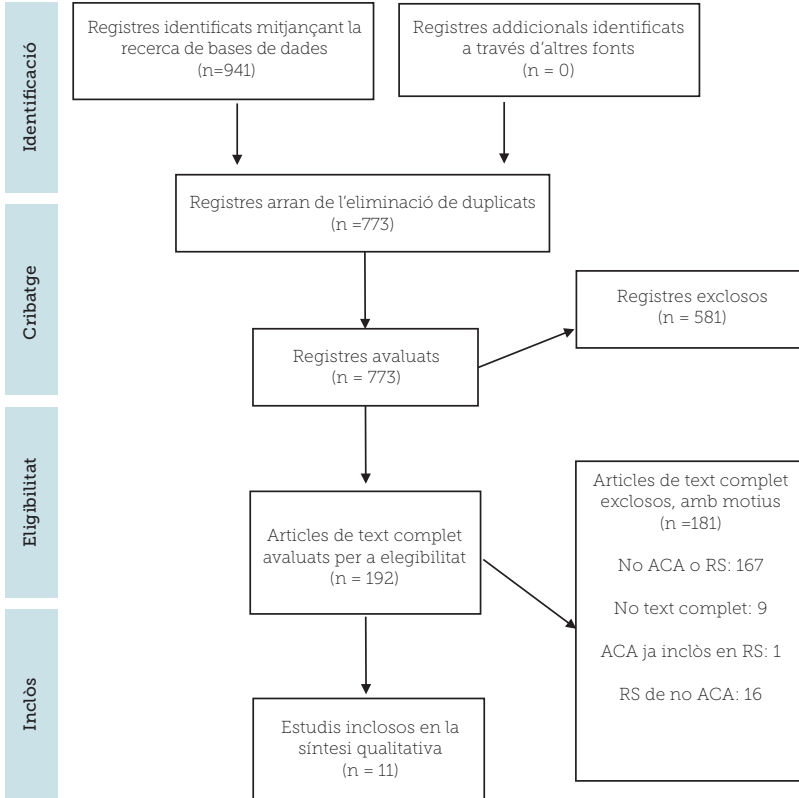 Identificació
Registres identificats mitjançant la
recerca de bases de dades
(n=941)
Registres addicionals identificats
a través d’altres fonts
(n = 0)
Registres arran de l’eliminació de duplicats
(n =773)
Cribatge
Registres avaluats
(n = 773)
Registres exclosos
(n = 581)
Eligibilitat
Articles de text complet
avaluats per a elegibilitat
(n = 192)
Articles de text complet
exclosos, amb motius
(n =181)
No ACA o RS: 167
No text complet: 9
ACA ja inclòs en RS: 1
RS de no ACA: 16
Inclòs
Estudis inclosos en la
síntesi qualitativa
(n = 11)